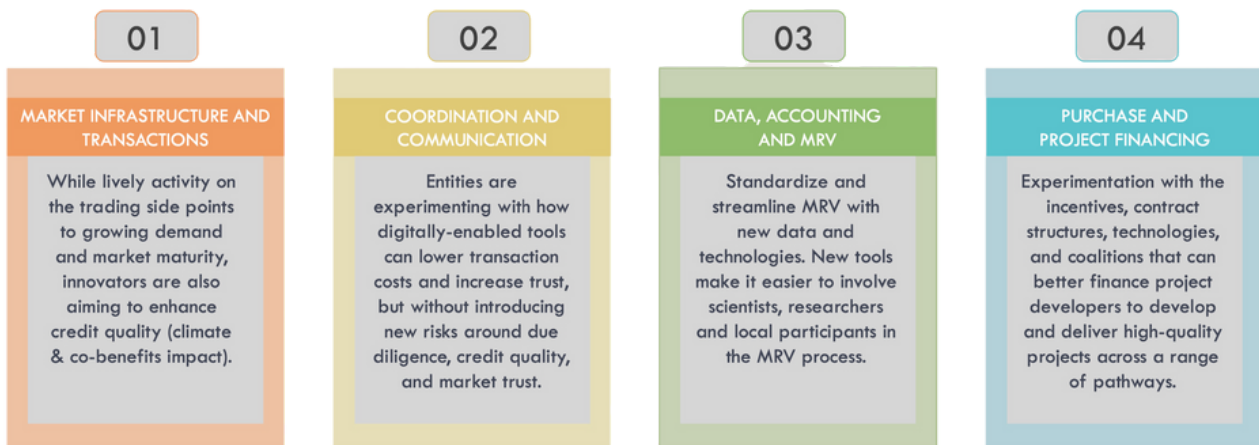 01
MARKET INFRASTRUCTURE AND
TRANSACTIONS
While lively activity on
the trading side points
to growing demand
and market maturity,
innovators are also
aiming to enhance
credit quality (climate
& co-benefits impact).
02
COORDINATION AND
COMMUNICATION
Entities are
experimenting with how
digitally-enabled tools
can lower transaction
costs and increase trust,
but without introducing
new risks around due
diligence, credit quality,
and market trust.
03
DATA, ACCOUNTING
AND MRV
Standardize and
streamline MRV with
new data and
technologies. New tools
make it easier to involve
scientists, researchers
and local participants in
the MRV process.
04
PURCHASE AND
PROJECT FINANCING
Experimentation with the
incentives, contract
structures, technologies,
and coalitions that can
better finance project
developers to develop
and deliver high-quality
projects across a range
of pathways.